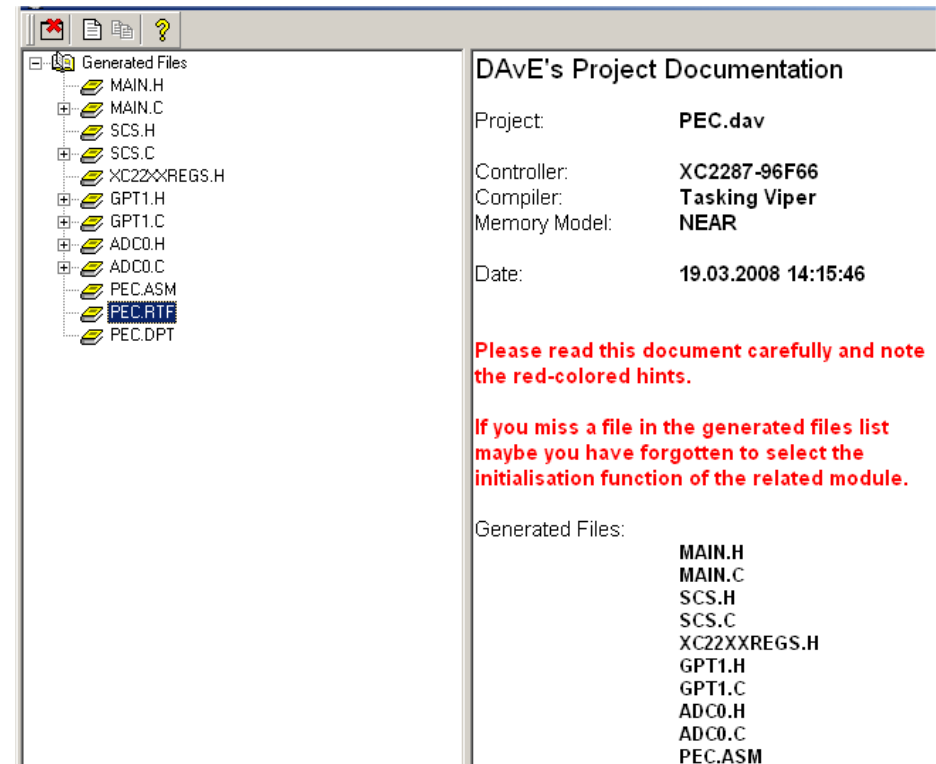 Generated Files
MAIN.H
MAIN.C
SCS.H
SCS.C
XC22XXREGS.H
GPT1.H
GPT1.C
ADC0.H
ADC0.C
PEC.ASM
PEC.RTF
PEC.DPT
DAvE's Project Documentation
Project: PEC.dav
Controller: XC2287-96F66
Compiler: Tasking Viper
Memory Model: NEAR
Date: 19.03.2008 14:15:46
Please read this document carefully and note
the red-colored hints.
If you miss a file in the generated files list
maybe you have forgotten to select the
initialisation function of the related module.
Generated Files:
MAIN.H
MAIN.C
SCS.H
SCS.C
XC22XXREGS.H
GPT1.H
GPT1.C
ADC0.H
ADC0.C
PEC.ASM